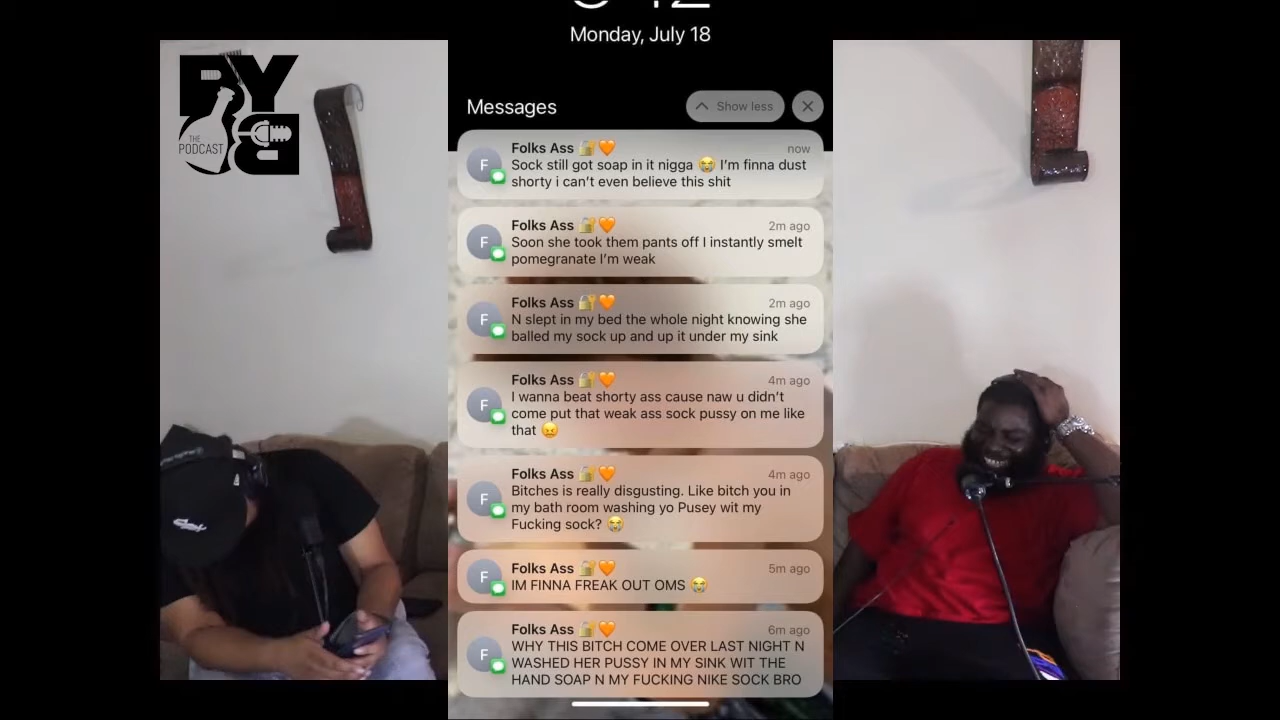 Monday, July 18
RY
THE
PODCAST
B
Messages
Show less
Folks Ass 🔐🧡
now
Sock still got soap in it nigga 😭 I'm finna dust
shorty i can't even believe this shit
Folks Ass 🔐🧡
2m ago
Soon she took them pants off I instantly smelt
pomegranate I'm weak
Folks Ass 🔐🧡
2m ago
N slept in my bed the whole night knowing she
balled my sock up and up it under my sink
Folks Ass 🔐🧡
4m ago
I wanna beat shorty ass cause naw u didn't
come put that weak ass sock pussy on me like
that 😠
Folks Ass 🔐🧡
4m ago
Bitches is really disgusting. Like bitch you in
my bath room washing yo Pusey wit my
Fucking sock? 😭
Folks Ass 🔐🧡
5m ago
IM FINNA FREAK OUT OMS 😭
Folks Ass 🔐🧡
6m ago
WHY THIS BITCH COME OVER LAST NIGHT N
WASHED HER PUSSY IN MY SINK WIT THE
HAND SOAP N MY FUCKING NIKE SOCK BRO
F
F
F
F
F
F
F